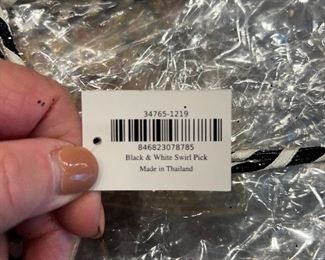 34765-1219
846823078785
Black & White Swirl Pick
Made in Thailand